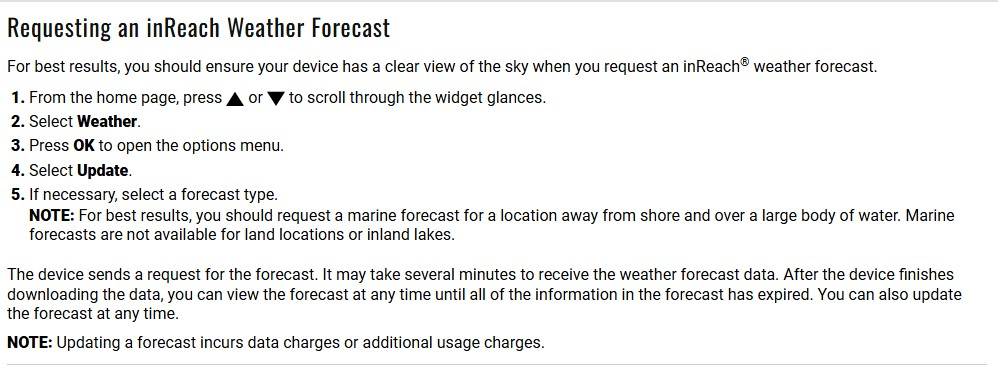 Requesting an inReach Weather Forecast
For best results, you should ensure your device has a clear view of the sky when you request an inReach® weather forecast.
1. From the home page, press ▲ or ▼ to scroll through the widget glances.
2. Select Weather.
3. Press OK to open the options menu.
4. Select Update.
5. If necessary, select a forecast type.
NOTE: For best results, you should request a marine forecast for a location away from shore and over a large body of water. Marine
forecasts are not available for land locations or inland lakes.
The device sends a request for the forecast. It may take several minutes to receive the weather forecast data. After the device finishes
downloading the data, you can view the forecast at any time until all of the information in the forecast has expired. You can also update
the forecast at any time.
NOTE: Updating a forecast incurs data charges or additional usage charges.